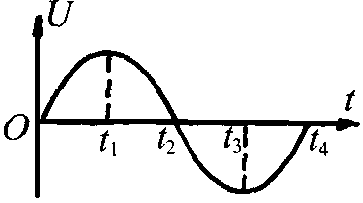 U
O t₁ t₂ t₃ t₄ t